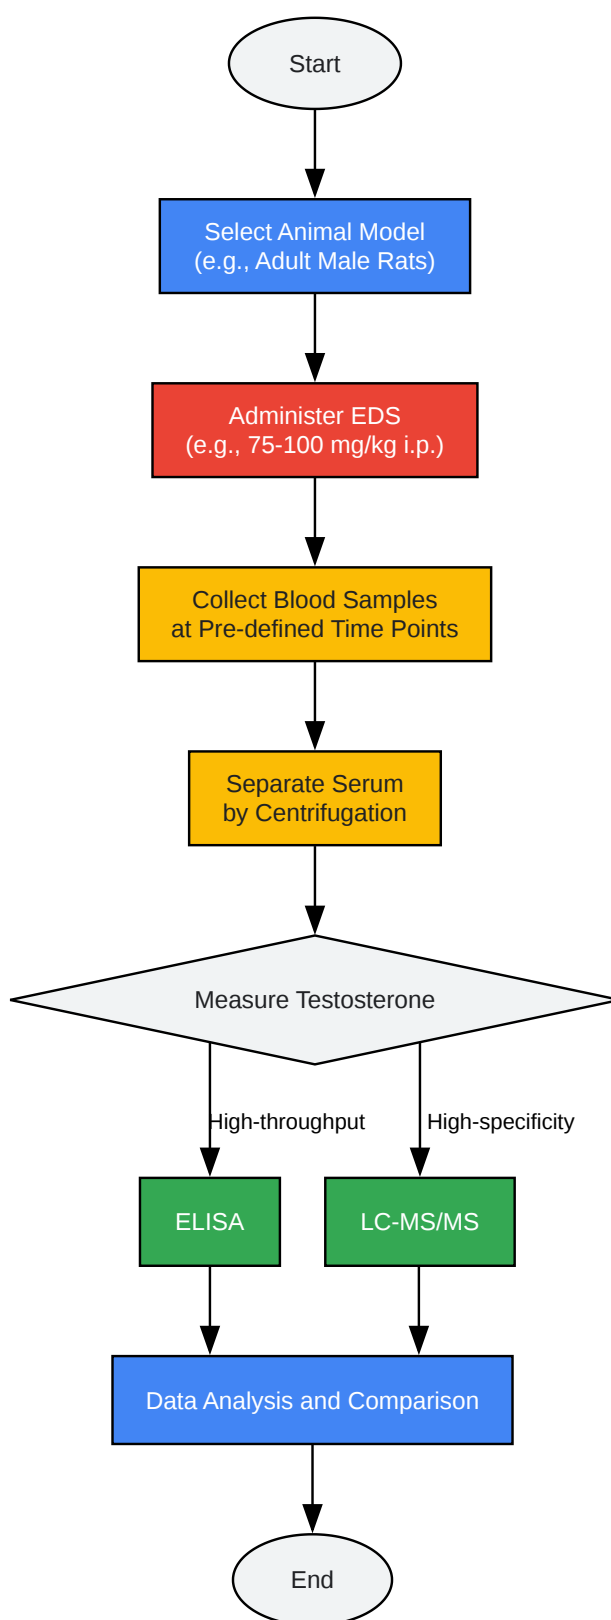 Start
Select Animal Model
(e.g., Adult Male Rats)
Administer EDS
(e.g., 75-100 mg/kg i.p.)
Collect Blood Samples
at Pre-defined Time Points
Separate Serum
by Centrifugation
Measure Testosterone
High-throughput
High-specificity
ELISA
LC-MS/MS
Data Analysis and Comparison
End